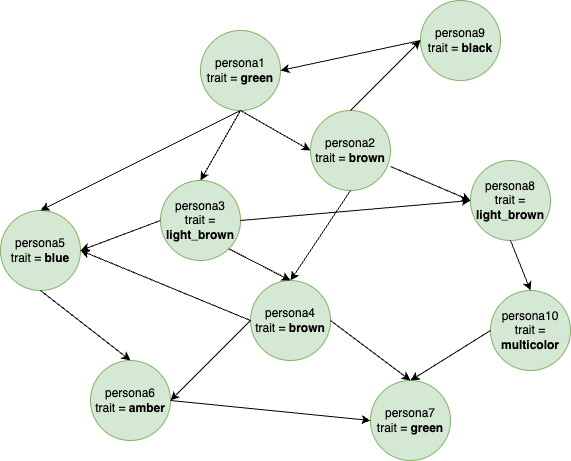 persona9
trait = black
persona1
trait = green
persona2
trait = brown
persona8
trait =
light_brown
persona3
trait =
light_brown
persona5
trait = blue
persona4
trait = brown
persona10
trait =
multicolor
persona6
trait = amber
persona7
trait = green